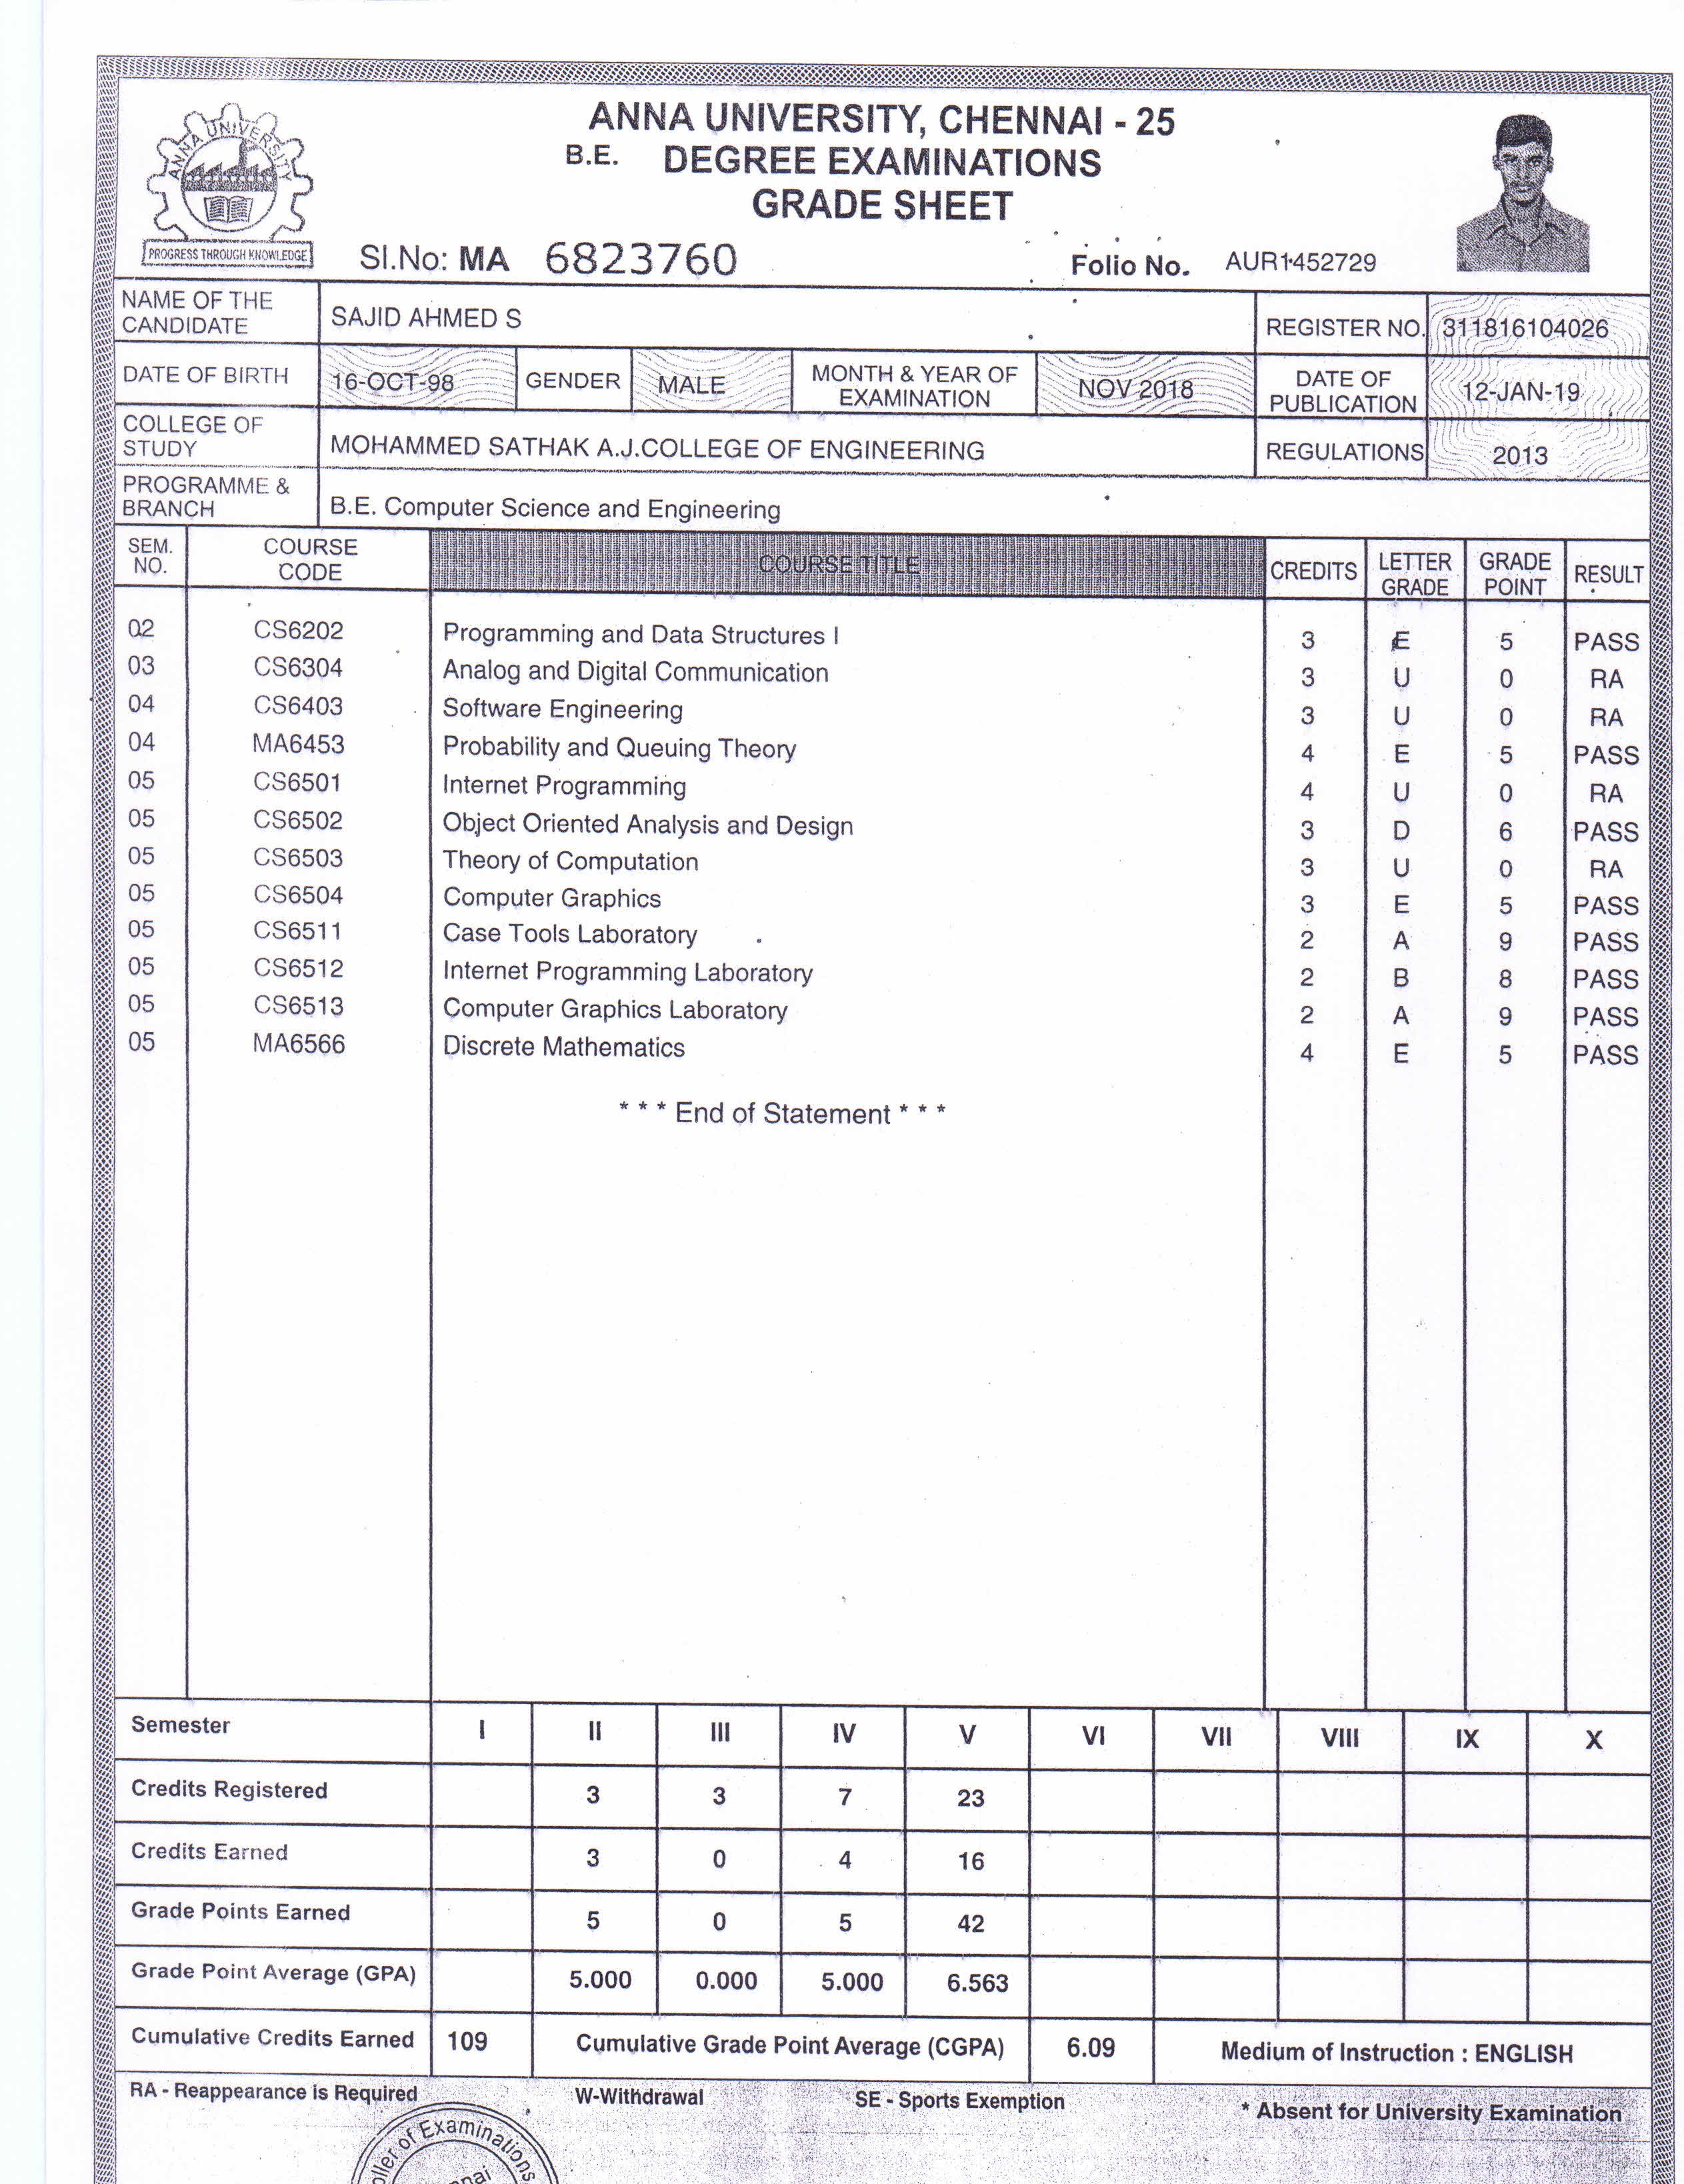 ANNA UNIVERSITY
PROGRESS THROUGH KNOWLEDGE
ANNA UNIVERSITY, CHENNAI - 25
B.E. DEGREE EXAMINATIONS
GRADE SHEET
Sl.No: MA 6823760 Folio No. AUR1452729
NAME OF THE CANDIDATE SAJID AHMED S REGISTER NO. 311816104026
DATE OF BIRTH 16-OCT-98 GENDER MALE MONTH & YEAR OF EXAMINATION NOV 2018 DATE OF PUBLICATION 12-JAN-19
COLLEGE OF STUDY MOHAMMED SATHAK A.J.COLLEGE OF ENGINEERING REGULATIONS 2013
PROGRAMME & BRANCH B.E. Computer Science and Engineering
SEM. NO. COURSE CODE COURSE TITLE CREDITS LETTER GRADE GRADE POINT RESULT
02 CS6202 Programming and Data Structures I 3 E 5 PASS
03 CS6304 Analog and Digital Communication 3 U 0 RA
04 CS6403 Software Engineering 3 U 0 RA
04 MA6453 Probability and Queuing Theory 4 E 5 PASS
05 CS6501 Internet Programming 4 U 0 RA
05 CS6502 Object Oriented Analysis and Design 3 D 6 PASS
05 CS6503 Theory of Computation 3 U 0 RA
05 CS6504 Computer Graphics 3 E 5 PASS
05 CS6511 Case Tools Laboratory 2 A 9 PASS
05 CS6512 Internet Programming Laboratory 2 B 8 PASS
05 CS6513 Computer Graphics Laboratory 2 A 9 PASS
05 MA6566 Discrete Mathematics 4 E 5 PASS
* * * End of Statement * * *
Semester I II III IV V VI VII VIII IX X
Credits Registered 3 3 7 23
Credits Earned 3 0 4 16
Grade Points Earned 5 0 5 42
Grade Point Average (GPA) 5.000 0.000 5.000 6.563
Cumulative Credits Earned 109 Cumulative Grade Point Average (CGPA) 6.09 Medium of Instruction : ENGLISH
RA - Reappearance is Required W-Withdrawal SE - Sports Exemption * Absent for University Examination
of Examinations